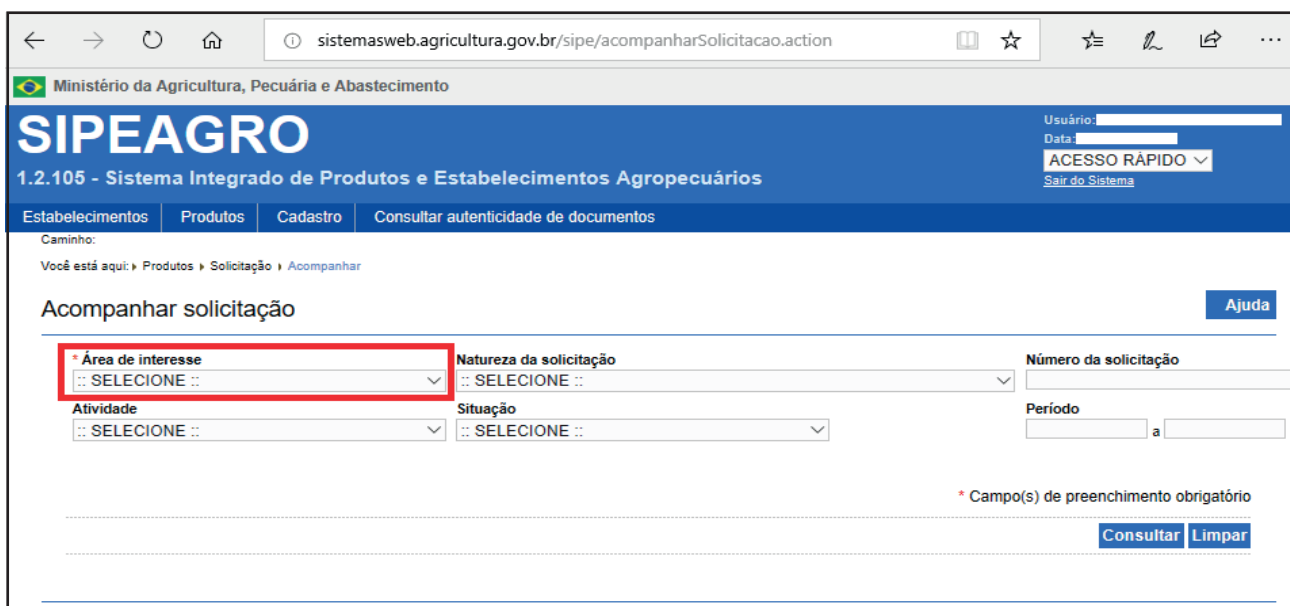 sistemasweb.agricultura.gov.br/sipe/acompanharSolicitacao.action
Ministério da Agricultura, Pecuária e Abastecimento
SIPEAGRO
1.2.105 - Sistema Integrado de Produtos e Estabelecimentos Agropecuários
Usuário:
Data:
ACESSO RÀPIDO
Sair do Sistema
Estabelecimentos Produtos Cadastro Consultar autenticidade de documentos
Caminho:
Você está aqui: Produtos Solicitação Acompanhar
Acompanhar solicitação Ajuda
* Área de interesse Natureza da solicitação Número da solicitação
:: SELECIONE :: :: SELECIONE ::
Atividade Situação Período
:: SELECIONE :: :: SELECIONE :: a
* Campo(s) de preenchimento obrigatório
Consultar Limpar